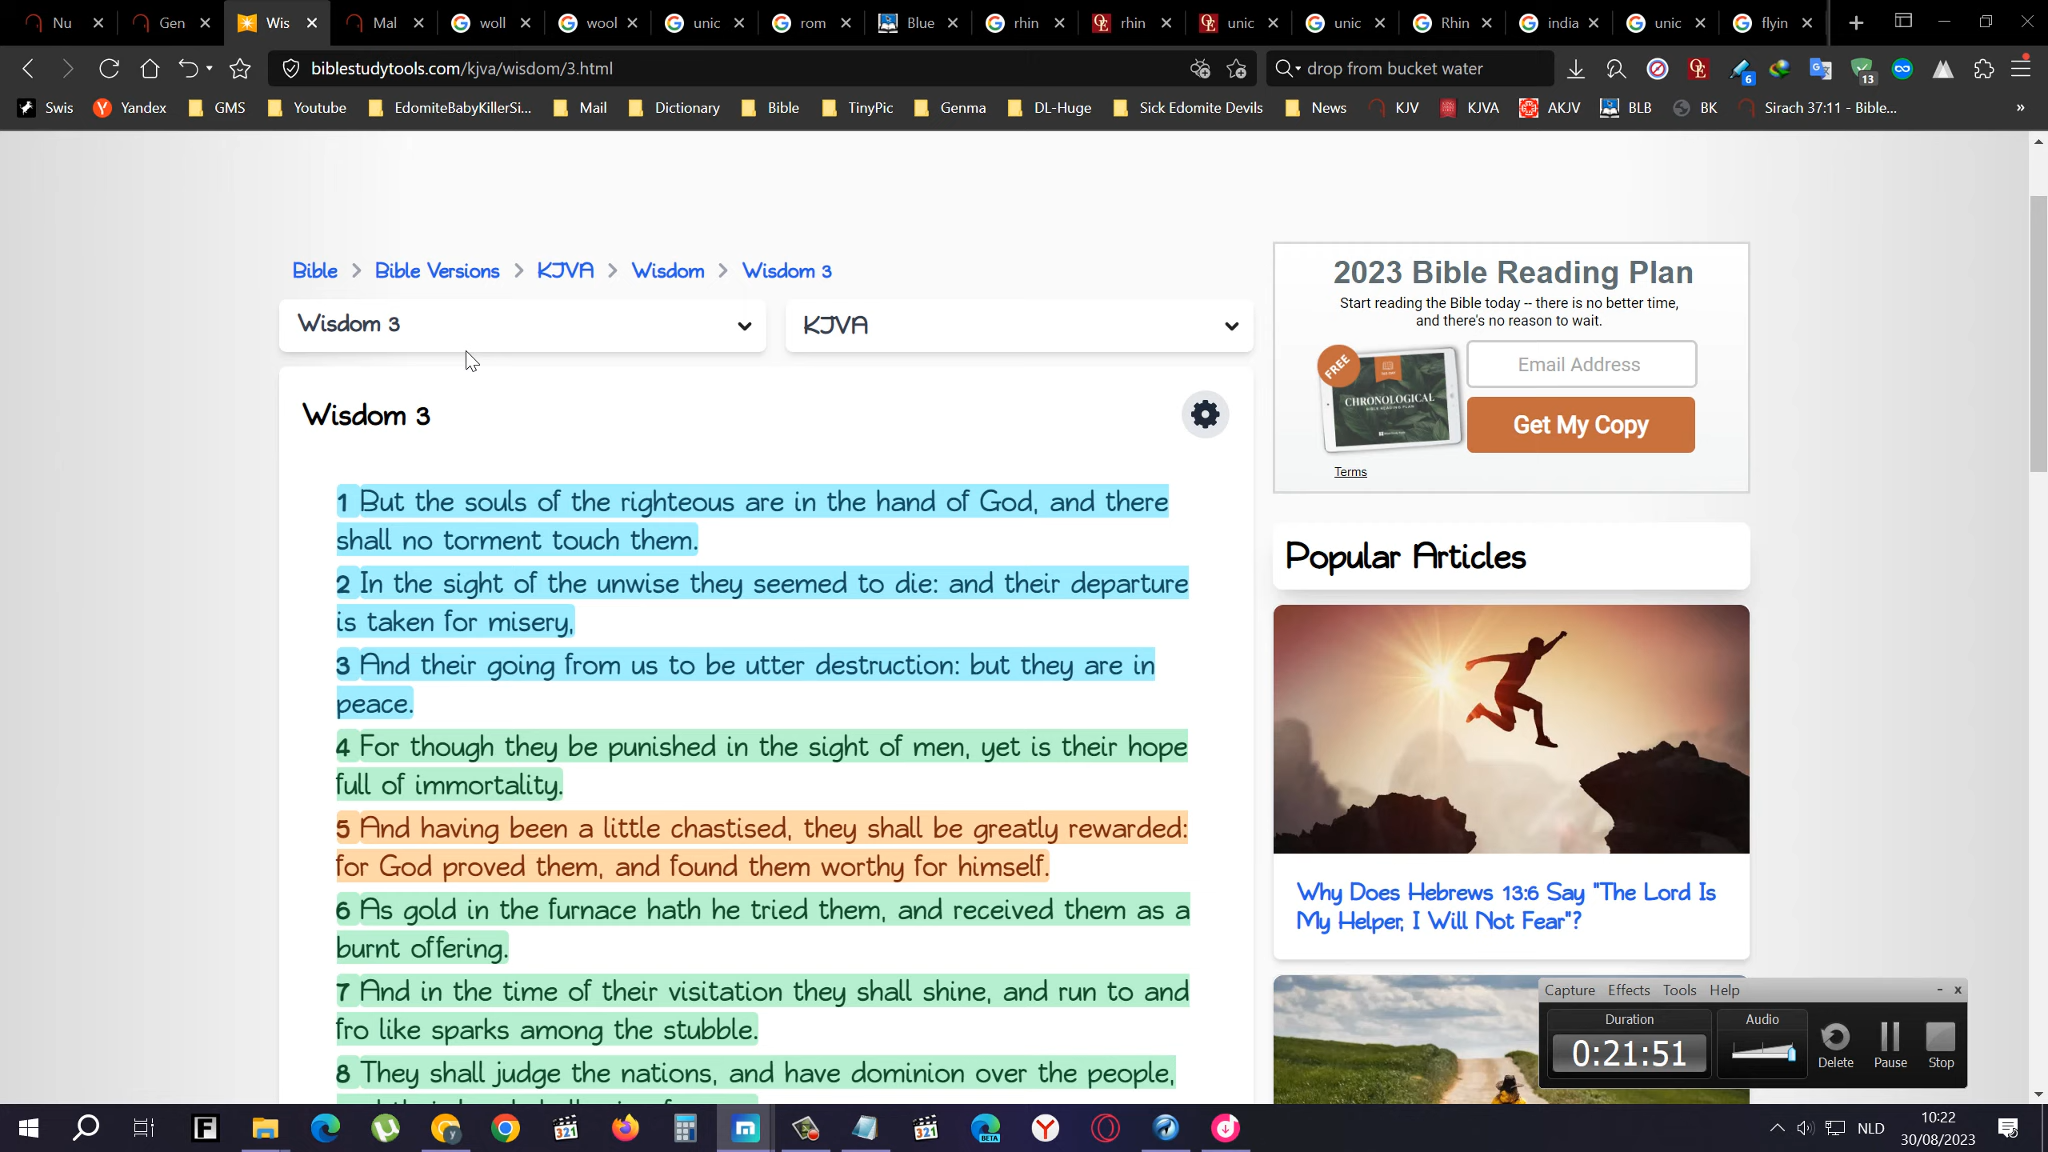 Nu
Gen
Wis
Mal
woll
wool
unic
rom
Blue
rhin
rhin
unic
unic
Rhin
india
unic
flyin
biblestudytools.com/kjva/wisdom/3.html
drop from bucket water
6
13
Swis
Yandex
GMS
Youtube
EdomiteBabyKillerSi...
Mail
Dictionary
Bible
TinyPic
Genma
DL-Huge
Sick Edomite Devils
News
KJV
KJVA
AKJV
BLB
BK
Sirach 37:11 - Bible...
Bible > Bible Versions > KJVA > Wisdom > Wisdom 3
Wisdom 3
KJVA
Wisdom 3
1 But the souls of the righteous are in the hand of God, and there
shall no torment touch them.
2 In the sight of the unwise they seemed to die: and their departure
is taken for misery,
3 And their going from us to be utter destruction: but they are in
peace.
4 For though they be punished in the sight of men, yet is their hope
full of immortality.
5 And having been a little chastised, they shall be greatly rewarded:
for God proved them, and found them worthy for himself.
6 As gold in the furnace hath he tried them, and received them as a
burnt offering.
7 And in the time of their visitation they shall shine, and run to and
fro like sparks among the stubble.
8 They shall judge the nations, and have dominion over the people,
2023 Bible Reading Plan
Start reading the Bible today -- there is no better time,
and there's no reason to wait.
FREE
CHRONOLOGICAL
BIBLE READING PLAN
Email Address
Get My Copy
Terms
Popular Articles
Why Does Hebrews 13:6 Say "The Lord Is
My Helper, I Will Not Fear"?
Capture Effects Tools Help
Duration
0:21:51
Audio
Delete
Pause
Stop
321
321
BETA
NLD
10:22
30/08/2023